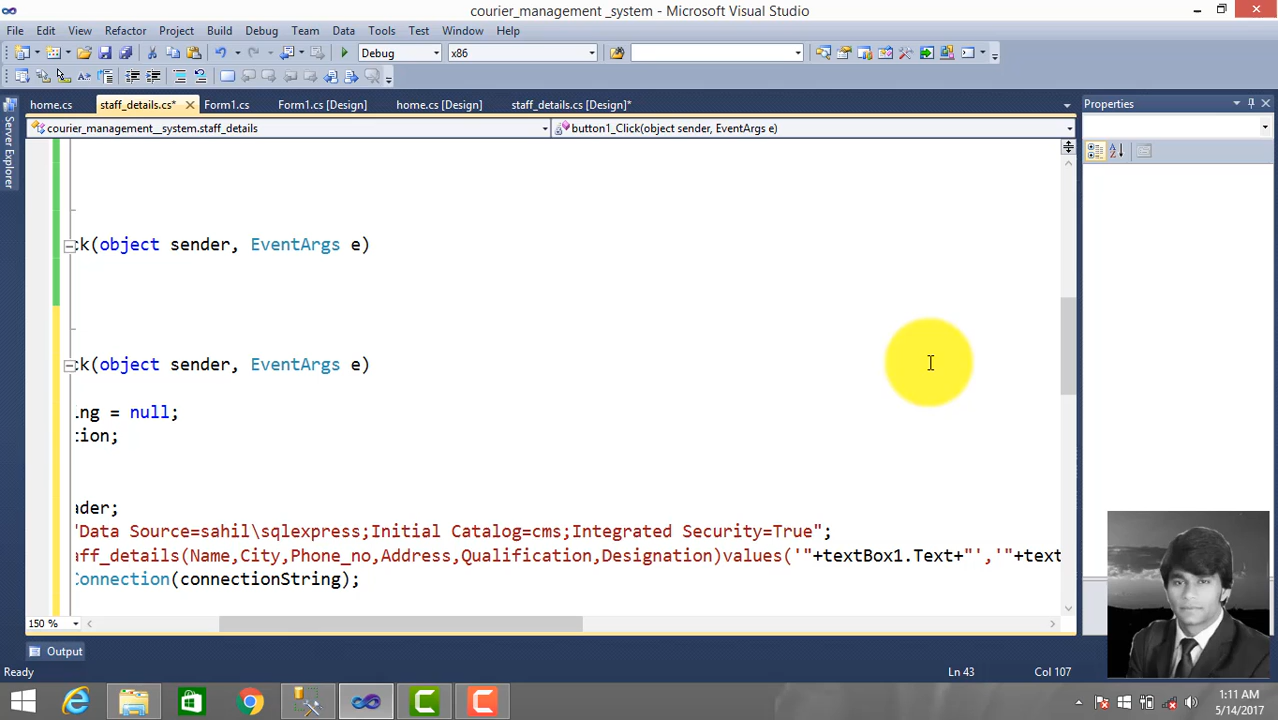 courier_management _system - Microsoft Visual Studio
File Edit View Refactor Project Build Debug Team Data Tools Test Window Help
Debug x86
home.cs staff_details.cs* Form1.cs Form1.cs [Design] home.cs [Design] staff_details.cs [Design]* Properties
courier_management__system.staff_details button1_Click(object sender, EventArgs e)
Server Explorer
ck(object sender, EventArgs e)
ck(object sender, EventArgs e)
ing = null;
tion;
ader;
"Data Source=sahil\sqlexpress;Initial Catalog=cms;Integrated Security=True";
aff_details(Name,City,Phone_no,Address,Qualification,Designation)values('"+textBox1.Text+"','"+text
Connection(connectionString);
150 %
Output
Ready Ln 43 Col 107
1:11 AM
5/14/2017